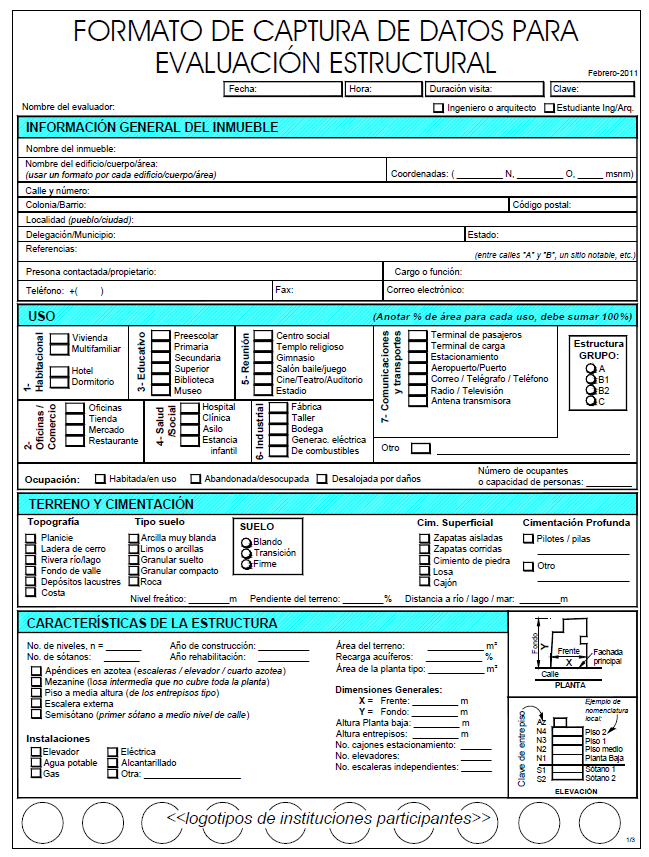 FORMATO DE CAPTURA DE DATOS PARA
EVALUACIÓN ESTRUCTURAL
Febrero-2011
Fecha: Hora: Duración visita: Clave:
Nombre del evaluador: Ingeniero o arquitecto Estudiante Ing/Arq.
INFORMACIÓN GENERAL DEL INMUEBLE
Nombre del inmueble:
Nombre del edificio/cuerpo/área:
(usar un formato por cada edificio/cuerpo/área)
Coordenadas: ( _________ N, _________ O, _____ msnm)
Calle y número:
Colonia/Barrio: Código postal:
Localidad (pueblo/ciudad):
Delegación/Municipio: Estado:
Referencias:
(entre calles "A" y "B", un sitio notable, etc.)
Presona contactada/propietario: Cargo o función:
Teléfono: +( ) Fax: Correo electrónico:
USO (Anotar % de área para cada uso, debe sumar 100%)
1- Habitacional
Vivienda
Multifamiliar
Hotel
Dormitorio
3- Educativo
Preescolar
Primaria
Secundaria
Superior
Biblioteca
Museo
5- Reunión
Centro social
Templo religioso
Gimnasio
Salón baile/juego
Cine/Teatro/Auditorio
Estadio
7- Comunicaciones y transportes
Terminal de pasajeros
Terminal de carga
Estacionamiento
Aeropuerto/Puerto
Correo / Telégrafo / Teléfono
Radio / Televisión
Antena transmisora
Estructura
GRUPO:
A
B1
B2
C
2- Oficinas / Comercio
Oficinas
Tienda
Mercado
Restaurante
4- Salud /Social
Hospital
Clínica
Asilo
Estancia
infantil
6- Industrial
Fábrica
Taller
Bodega
Generac. eléctrica
De combustibles
Otro
Ocupación: Habitada/en uso Abandonada/desocupada Desalojada por daños
Número de ocupantes
o capacidad de personas:
TERRENO Y CIMENTACIÓN
Topografía
Planicie
Ladera de cerro
Rivera río/lago
Fondo de valle
Depósitos lacustres
Costa
Tipo suelo
Arcilla muy blanda
Limos o arcillas
Granular suelto
Granular compacto
Roca
SUELO
Blando
Transición
Firme
Cim. Superficial
Zapatas aisladas
Zapatas corridas
Cimiento de piedra
Losa
Cajón
Cimentación Profunda
Pilotes / pilas
Otro
Nivel freático: ________m Pendiente del terreno: ________% Distancia a río / lago / mar: ________m
CARACTERÍSTICAS DE LA ESTRUCTURA
No. de niveles, n = Año de construcción:
No. de sótanos: Año rehabilitación:
Apéndices en azotea (escaleras / elevador / cuarto azotea)
Mezanine (losa intermedia que no cubre toda la planta)
Piso a media altura (de los entrepisos tipo)
Escalera externa
Semisótano (primer sótano a medio nivel de calle)
Instalaciones
Elevador Eléctrica
Agua potable Alcantarillado
Gas Otra:
Área del terreno: m²
Recarga acuíferos: %
Área de la planta tipo: m²
Dimensiones Generales:
X = Frente: m
Y = Fondo: m
Altura Planta baja: m
Altura entrepisos: m
No. cajones estacionamiento:
No. elevadores:
No. escaleras independientes:
Fondo
Y
Frente
X
Fachada
principal
Calle
PLANTA
Clave de entrepiso
Ejemplo de
nomenclatura
local:
Az
N4 Piso 2
N3 Piso 1
N2 Piso medio
N1 Planta Baja
S1 Sótano 1
S2 Sótano 2
ELEVACIÓN
<<logotipos de instituciones participantes>>
1/3